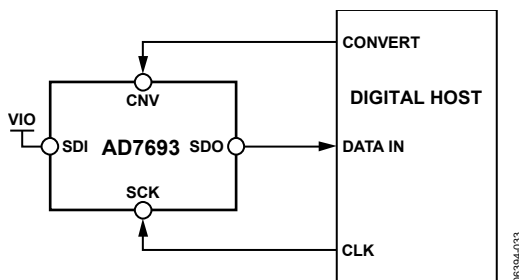 CONVERT
CNV
DIGITAL HOST
VIO
SDI AD7693 SDO
DATA IN
SCK
CLK
06394-033